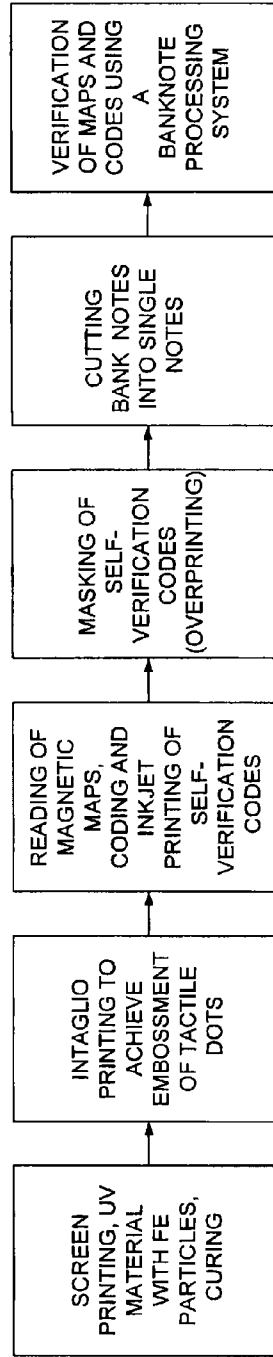 SCREEN
PRINTING, UV
MATERIAL
WITH FE
PARTICLES,
CURING
INTAGLIO
PRINTING TO
ACHIEVE
EMBOSSMENT
OF TACTILE
DOTS
READING OF
MAGNETIC
MAPS,
CODING AND
INKJET
PRINTING OF
SELF-
VERIFICATION
CODES
MASKING OF
SELF-
VERIFICATION
CODES
(OVERPRINTING)
CUTTING
BANK NOTES
INTO SINGLE
NOTES
VERIFICATION
OF MAPS AND
CODES USING
A
BANKNOTE
PROCESSING
SYSTEM